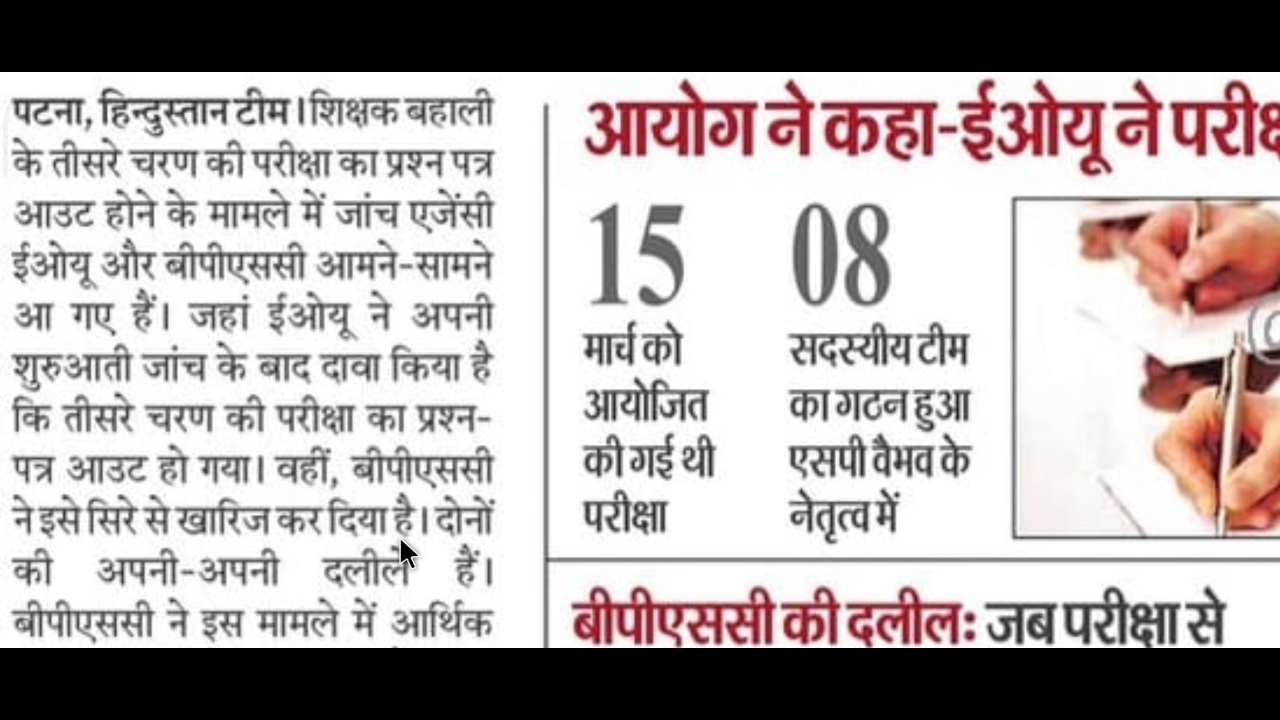 पटना, हिन्दुस्तान टीम। शिक्षक बहाली
के तीसरे चरण की परीक्षा का प्रश्न पत्र
आउट होने के मामले में जांच एजेंसी
ईओयू और बीपीएससी आमने-सामने
आ गए हैं। जहां ईओयू ने अपनी
शुरुआती जांच के बाद दावा किया है
कि तीसरे चरण की परीक्षा का प्रश्न-
पत्र आउट हो गया। वहीं, बीपीएससी
ने इसे सिरे से खारिज कर दिया है। दोनों
की अपनी-अपनी दलीलें हैं।
बीपीएससी ने इस मामले में आर्थिक
आयोग ने कहा-ईओयू ने
15
मार्च को
आयोजित
की गई थी
परीक्षा
08
सदस्यीय टीम
का गठन हुआ
एसपी वैभव के
नेतृत्व में
बीपीएससी की दलीलः जब परीक्षा से